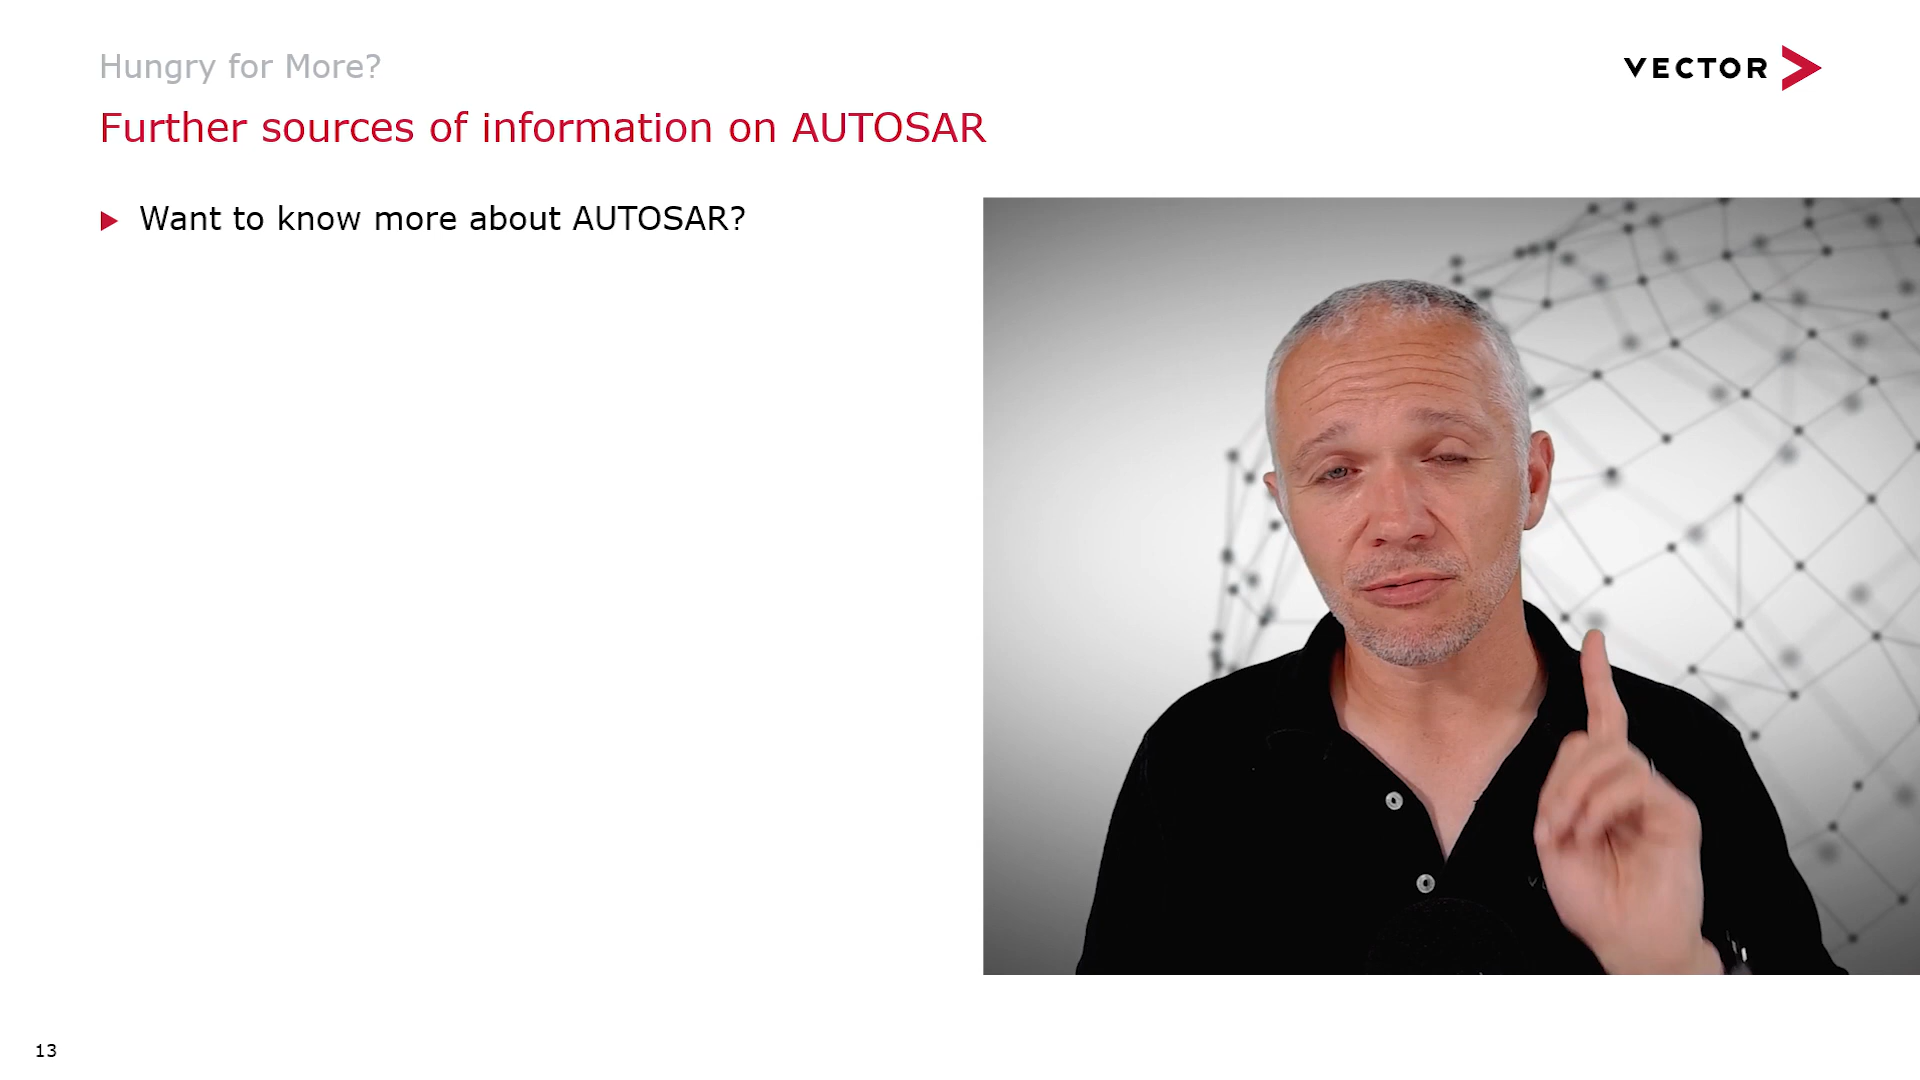 Hungry for More?
VECTOR
Further sources of information on AUTOSAR
Want to know more about AUTOSAR?
13